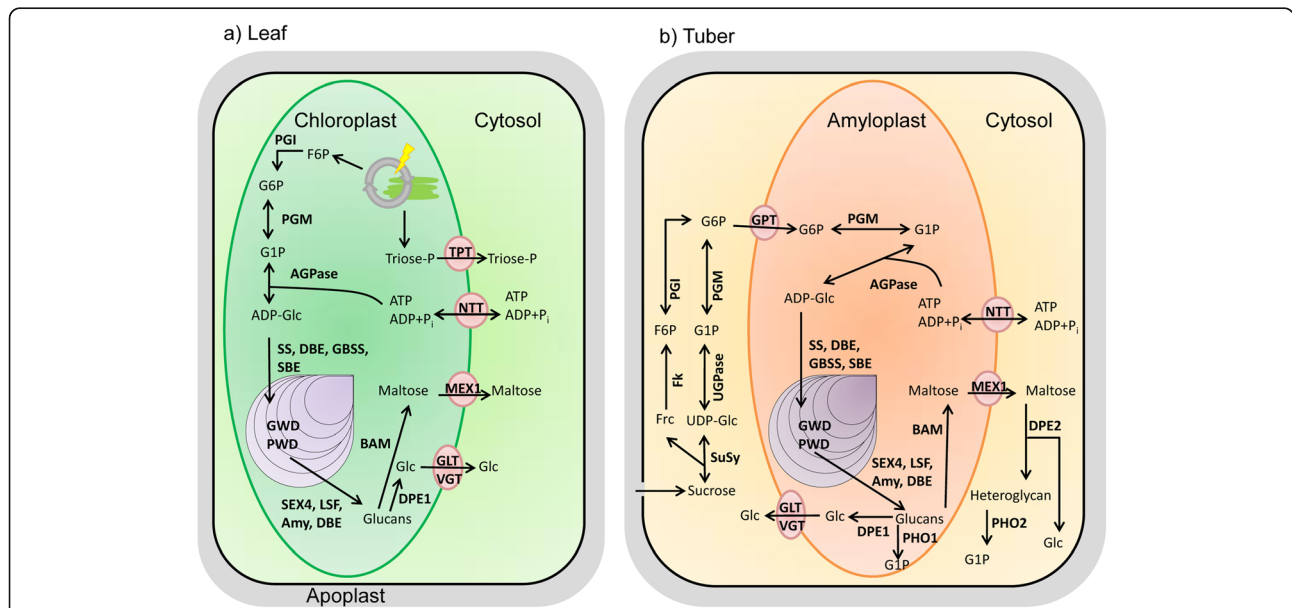 a) Leaf
Chloroplast
Cytosol
PGI
F6P
G6P
PGM
G1P
AGPase
Triose-P
TPT
Triose-P
ATP
ADP+Pi
NTT
ATP
ADP+Pi
ADP-Glc
SS, DBE, GBSS,
SBE
Maltose
MEX1
Maltose
GWD
PWD
BAM
Glc
GLT
VGT
Glc
DPE1
SEX4, LSF,
Amy, DBE
Glucans
Apoplast
b) Tuber
Amyloplast
Cytosol
G6P
GPT
G6P
PGM
G1P
PGI
PGM
AGPase
ADP-Glc
ATP
ADP+Pi
NTT
ATP
ADP+Pi
F6P
G1P
SS, DBE,
GBSS, SBE
Fk
UGPase
Maltose
MEX1
Maltose
Frc
UDP-Glc
GWD
PWD
BAM
DPE2
SuSy
SEX4, LSF,
Amy, DBE
Sucrose
Heteroglycan
Glc
GLT
VGT
Glc
DPE1
Glucans
PHO1
G1P
PHO2
G1P
Glc